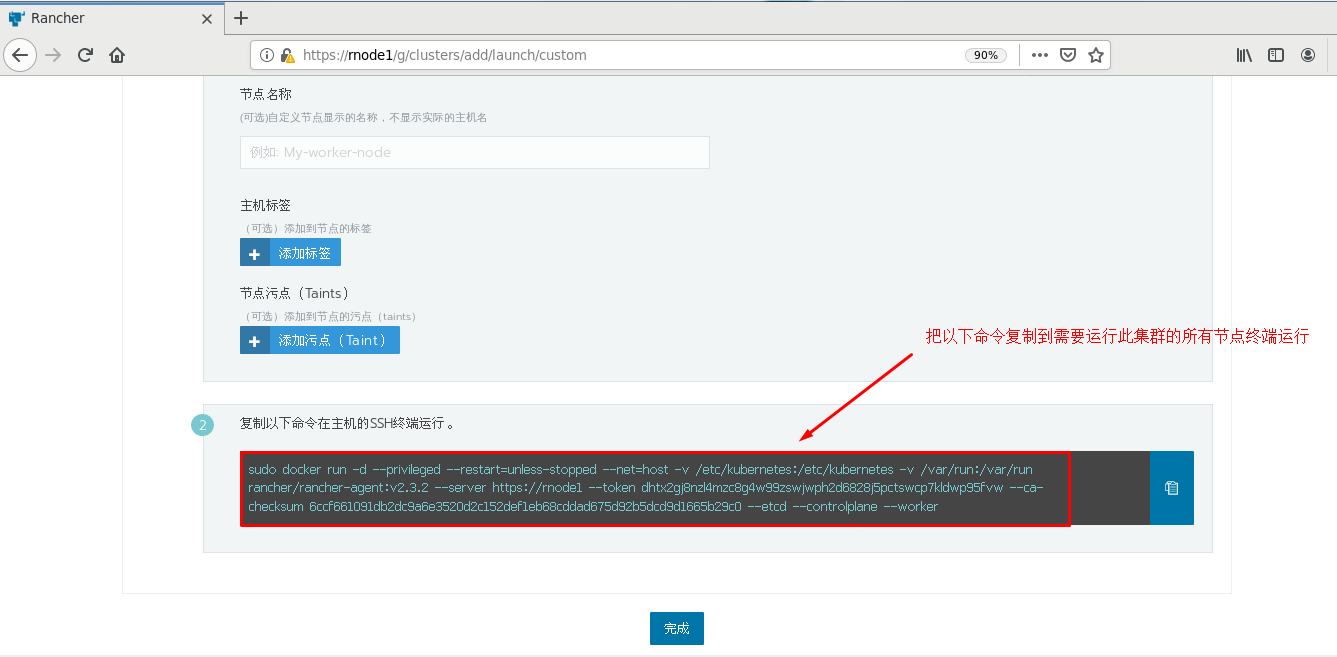 Rancher
https://rnode1/g/clusters/add/launch/custom
90%
节点名称
(可选)自定义节点显示的名称，不显示实际的主机名
例如: My-worker-node
主机标签
（可选）添加到节点的标签
添加标签
节点污点（Taints）
（可选）添加到节点的污点（taints）
添加污点（Taint）
把以下命令复制到需要运行此集群的所有节点终端运行
2
复制以下命令在主机的SSH终端运行。
sudo docker run -d --privileged --restart=unless-stopped --net=host -v /etc/kubernetes:/etc/kubernetes -v /var/run:/var/run
rancher/rancher-agent:v2.3.2 --server https://rnode1 --token dhtx2gj8nzl4mzc8g4w99zswjwph2d6828j5pctswcp7kldwp95fvw --ca-
checksum 6ccf661091db2dc9a6e3520d2c152def1eb68cddad675d92b5dcd9d1665b29c0 --etcd --controlplane --worker
完成